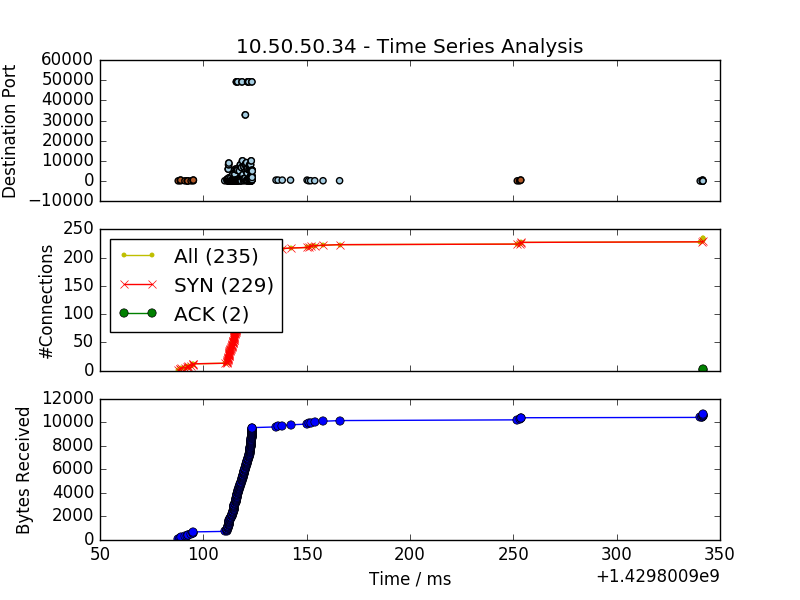 10.50.50.34 - Time Series Analysis
Destination Port
60000
50000
40000
30000
20000
10000
0
−10000
#Connections
250
200
150
100
50
0
All (235)
SYN (229)
ACK (2)
Bytes Received
12000
10000
8000
6000
4000
2000
0
50 100 150 200 250 300 350
Time / ms
+1.4298009e9